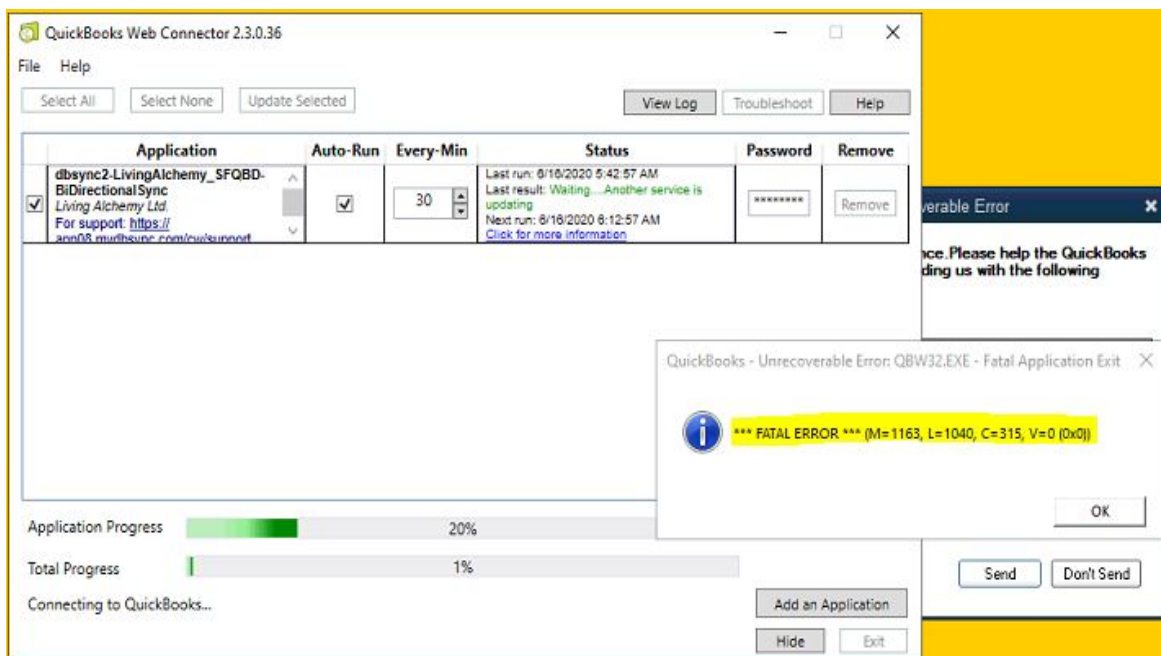 QuickBooks Web Connector 2.3.0.36
File Help
Select All Select None Update Selected View Log Troubleshoot Help
Application Auto-Run Every-Min Status Password Remove
dbsync2-LivingAlchemy_SFQBD-
BiDirectionalSync
Living Alchemy Ltd.
For support: https://
app08.mydbsync.com/cw/support
30
Last run: 6/16/2020 5:42:57 AM
Last result: Waiting....Another service is
updating
Next run: 6/16/2020 6:12:57 AM
Click for more information
********
Remove
verable Error
nce.Please help the QuickBooks
ding us with the following
QuickBooks - Unrecoverable Error: QBW32.EXE - Fatal Application Exit
*** FATAL ERROR *** (M=1163, L=1040, C=315, V=0 (0x0))
OK
Application Progress 20%
Total Progress 1%
Send Don't Send
Connecting to QuickBooks...
Add an Application
Hide Exit